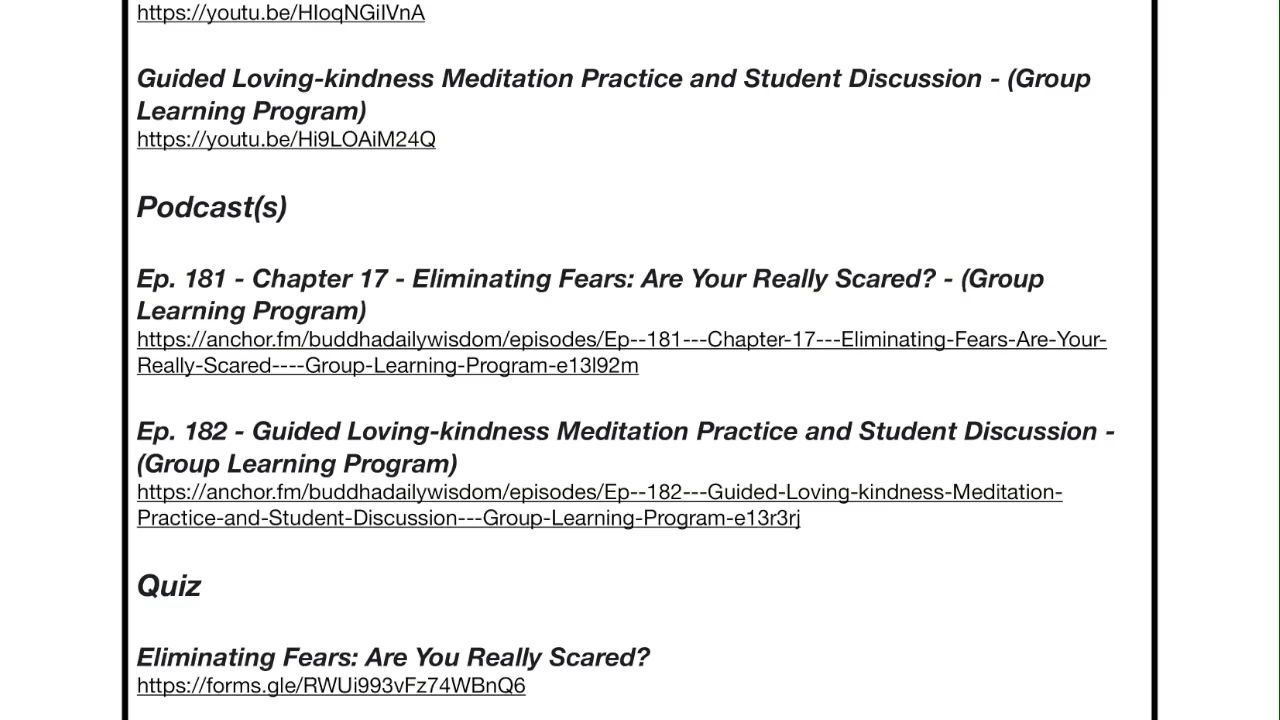 https://youtu.be/HIoqNGiIVnA
Guided Loving-kindness Meditation Practice and Student Discussion - (Group
Learning Program)
https://youtu.be/Hi9LOAiM24Q
Podcast(s)
Ep. 181 - Chapter 17 - Eliminating Fears: Are Your Really Scared? - (Group
Learning Program)
https://anchor.fm/buddhadailywisdom/episodes/Ep--181---Chapter-17---Eliminating-Fears-Are-Your-
Really-Scared----Group-Learning-Program-e13l92m
Ep. 182 - Guided Loving-kindness Meditation Practice and Student Discussion -
(Group Learning Program)
https://anchor.fm/buddhadailywisdom/episodes/Ep--182---Guided-Loving-kindness-Meditation-
Practice-and-Student-Discussion---Group-Learning-Program-e13r3rj
Quiz
Eliminating Fears: Are You Really Scared?
https://forms.gle/RWUi993vFz74WBnQ6